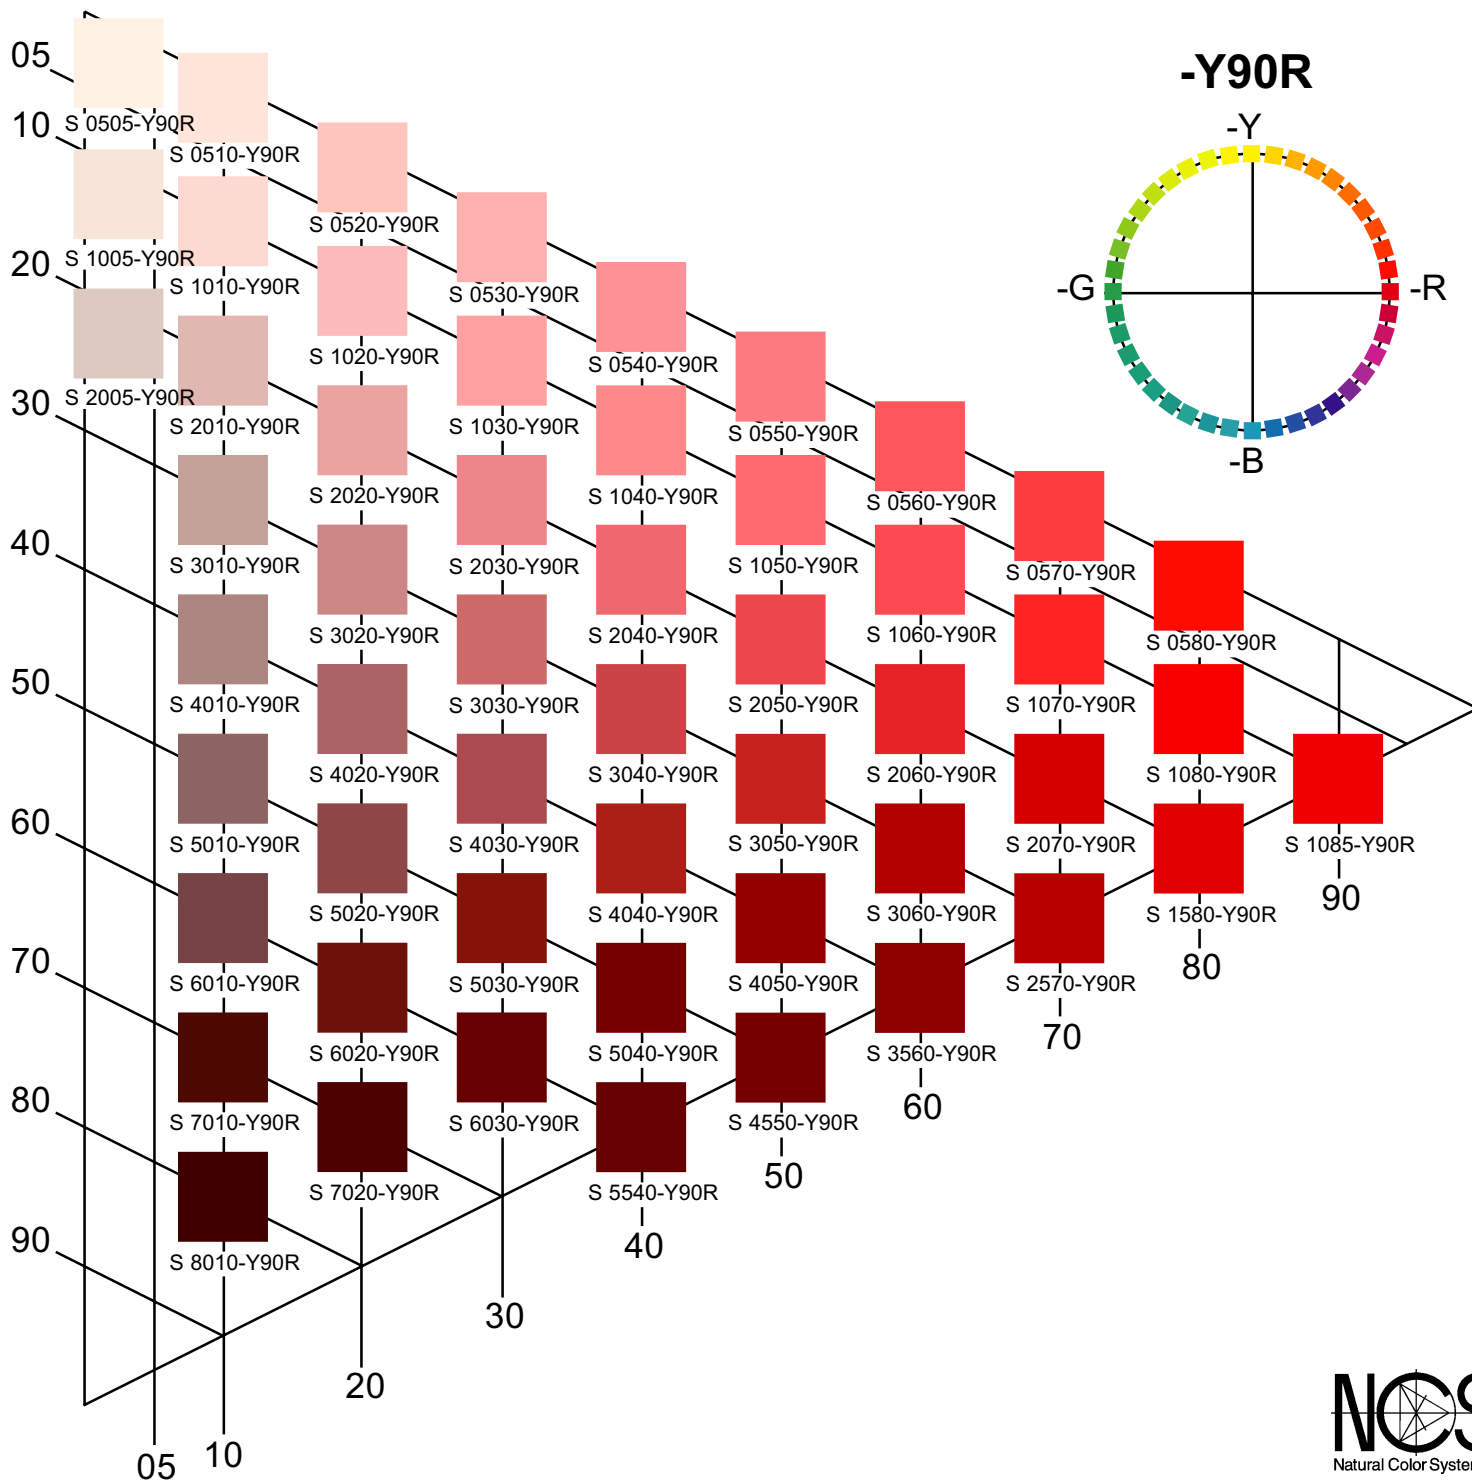 -Y90R
-Y
-G
-R
-B
05
10
20
30
40
50
60
70
80
90
S 0505-Y90R
S 0510-Y90R
S 0520-Y90R
S 1005-Y90R
S 1010-Y90R
S 0530-Y90R
S 1020-Y90R
S 0540-Y90R
S 2005-Y90R
S 2010-Y90R
S 1030-Y90R
S 0550-Y90R
S 2020-Y90R
S 1040-Y90R
S 0560-Y90R
S 3010-Y90R
S 2030-Y90R
S 1050-Y90R
S 0570-Y90R
S 3020-Y90R
S 2040-Y90R
S 1060-Y90R
S 0580-Y90R
S 4010-Y90R
S 3030-Y90R
S 2050-Y90R
S 1070-Y90R
S 4020-Y90R
S 3040-Y90R
S 2060-Y90R
S 1080-Y90R
S 5010-Y90R
S 4030-Y90R
S 3050-Y90R
S 2070-Y90R
S 1085-Y90R
S 5020-Y90R
S 4040-Y90R
S 3060-Y90R
S 1580-Y90R
S 6010-Y90R
S 5030-Y90R
S 4050-Y90R
S 2570-Y90R
S 6020-Y90R
S 5040-Y90R
S 3560-Y90R
S 7010-Y90R
S 6030-Y90R
S 4550-Y90R
S 7020-Y90R
S 5540-Y90R
S 8010-Y90R
90
80
70
60
50
40
30
20
10
05
NCS
Natural Color System